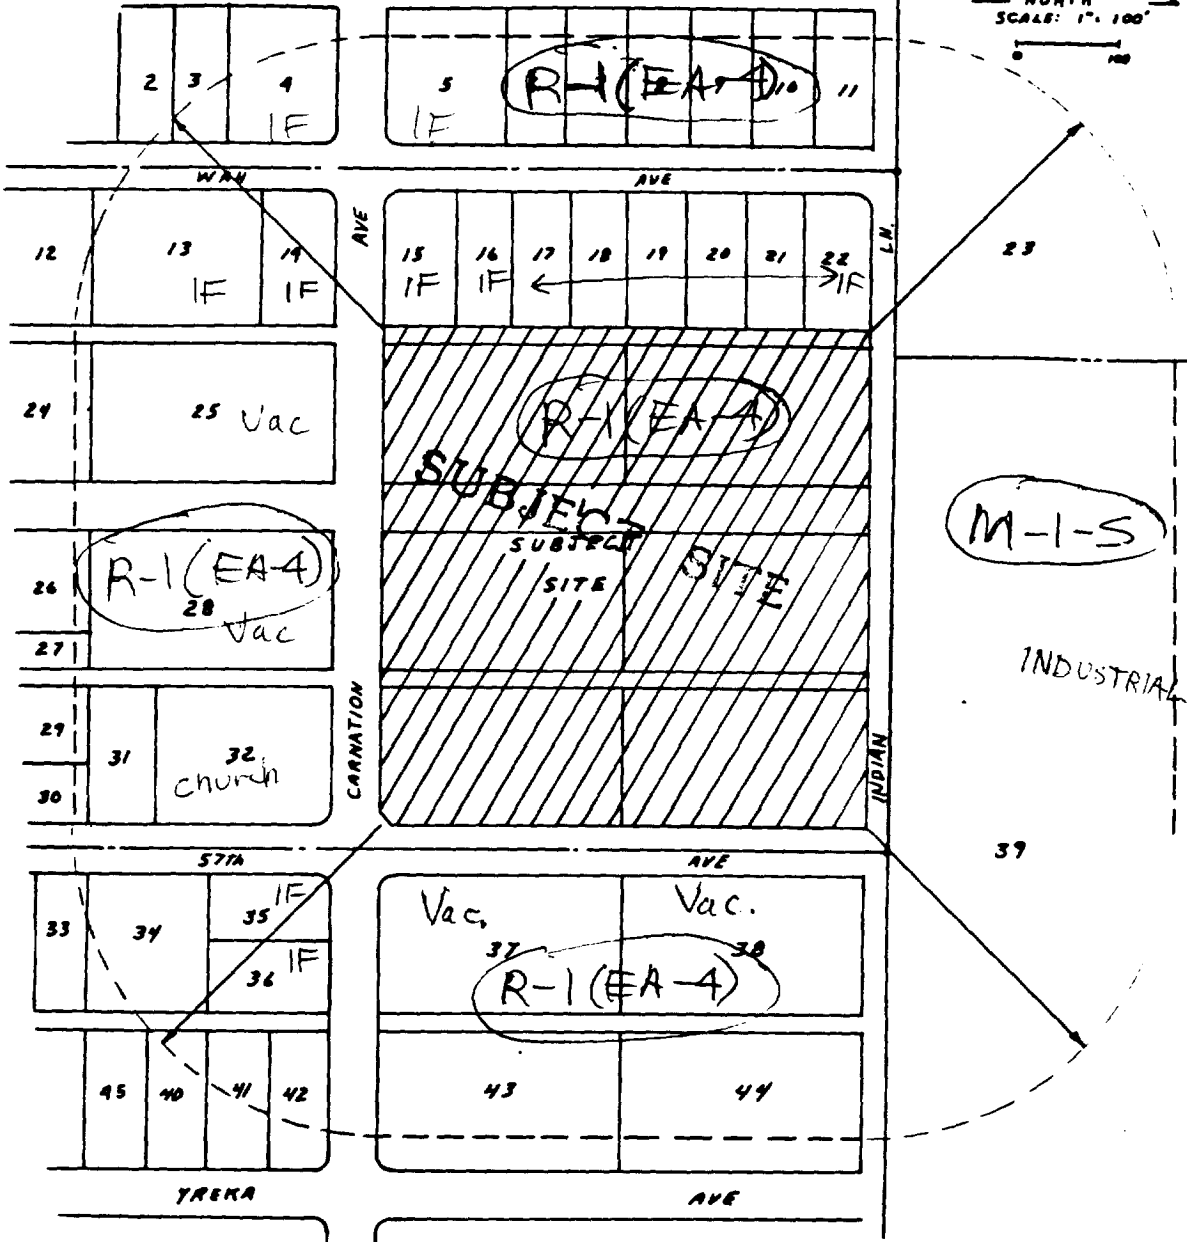 NORTH
SCALE: 1"= 100'
0 100
2 3 4 5 R-1(EA-4) 10 11
1F 1F
WAH AVE
AVE LN.
12 13 14 15 16 17 18 19 20 21 22 23
1F 1F 1F 1F 1F
24 25 Vac R-1(EA-4)
SUBJECT
SUBJECT
SITE
SITE
M-1-S
26 R-1(EA-4)
28
27 Vac
INDUSTRIAL
29 31 32
church
30
CARNATION
INDIAN
57TH AVE
39
33 34 35 1F
36 1F
Vac. Vac.
37 38
R-1(EA-4)
45 40 41 42 43 44
YREKA AVE